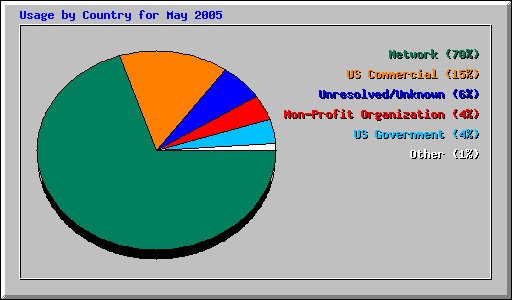 Usage by Country for May 2005
Network (70%)
US Commercial (15%)
Unresolved/Unknown (6%)
Non-Profit Organization (4%)
US Government (4%)
Other (1%)